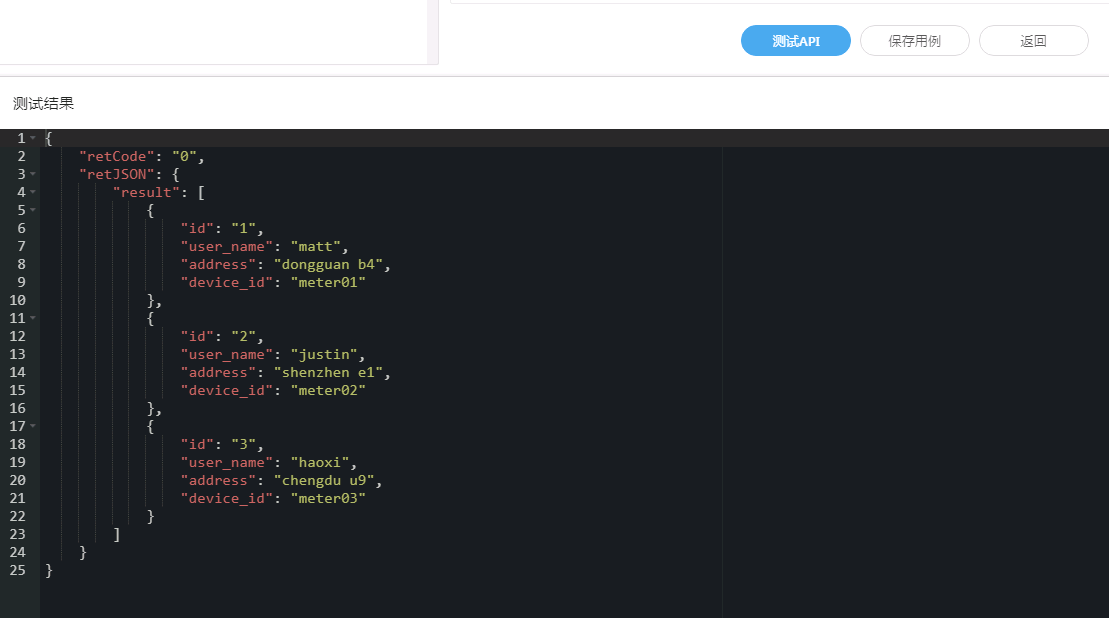 测试API 保存用例 返回
测试结果
1 {
2     "retCode": "0",
3     "retJSON": {
4         "result": [
5             {
6                 "id": "1",
7                 "user_name": "matt",
8                 "address": "dongguan b4",
9                 "device_id": "meter01"
10             },
11             {
12                 "id": "2",
13                 "user_name": "justin",
14                 "address": "shenzhen e1",
15                 "device_id": "meter02"
16             },
17             {
18                 "id": "3",
19                 "user_name": "haoxi",
20                 "address": "chengdu u9",
21                 "device_id": "meter03"
22             }
23         ]
24     }
25 }